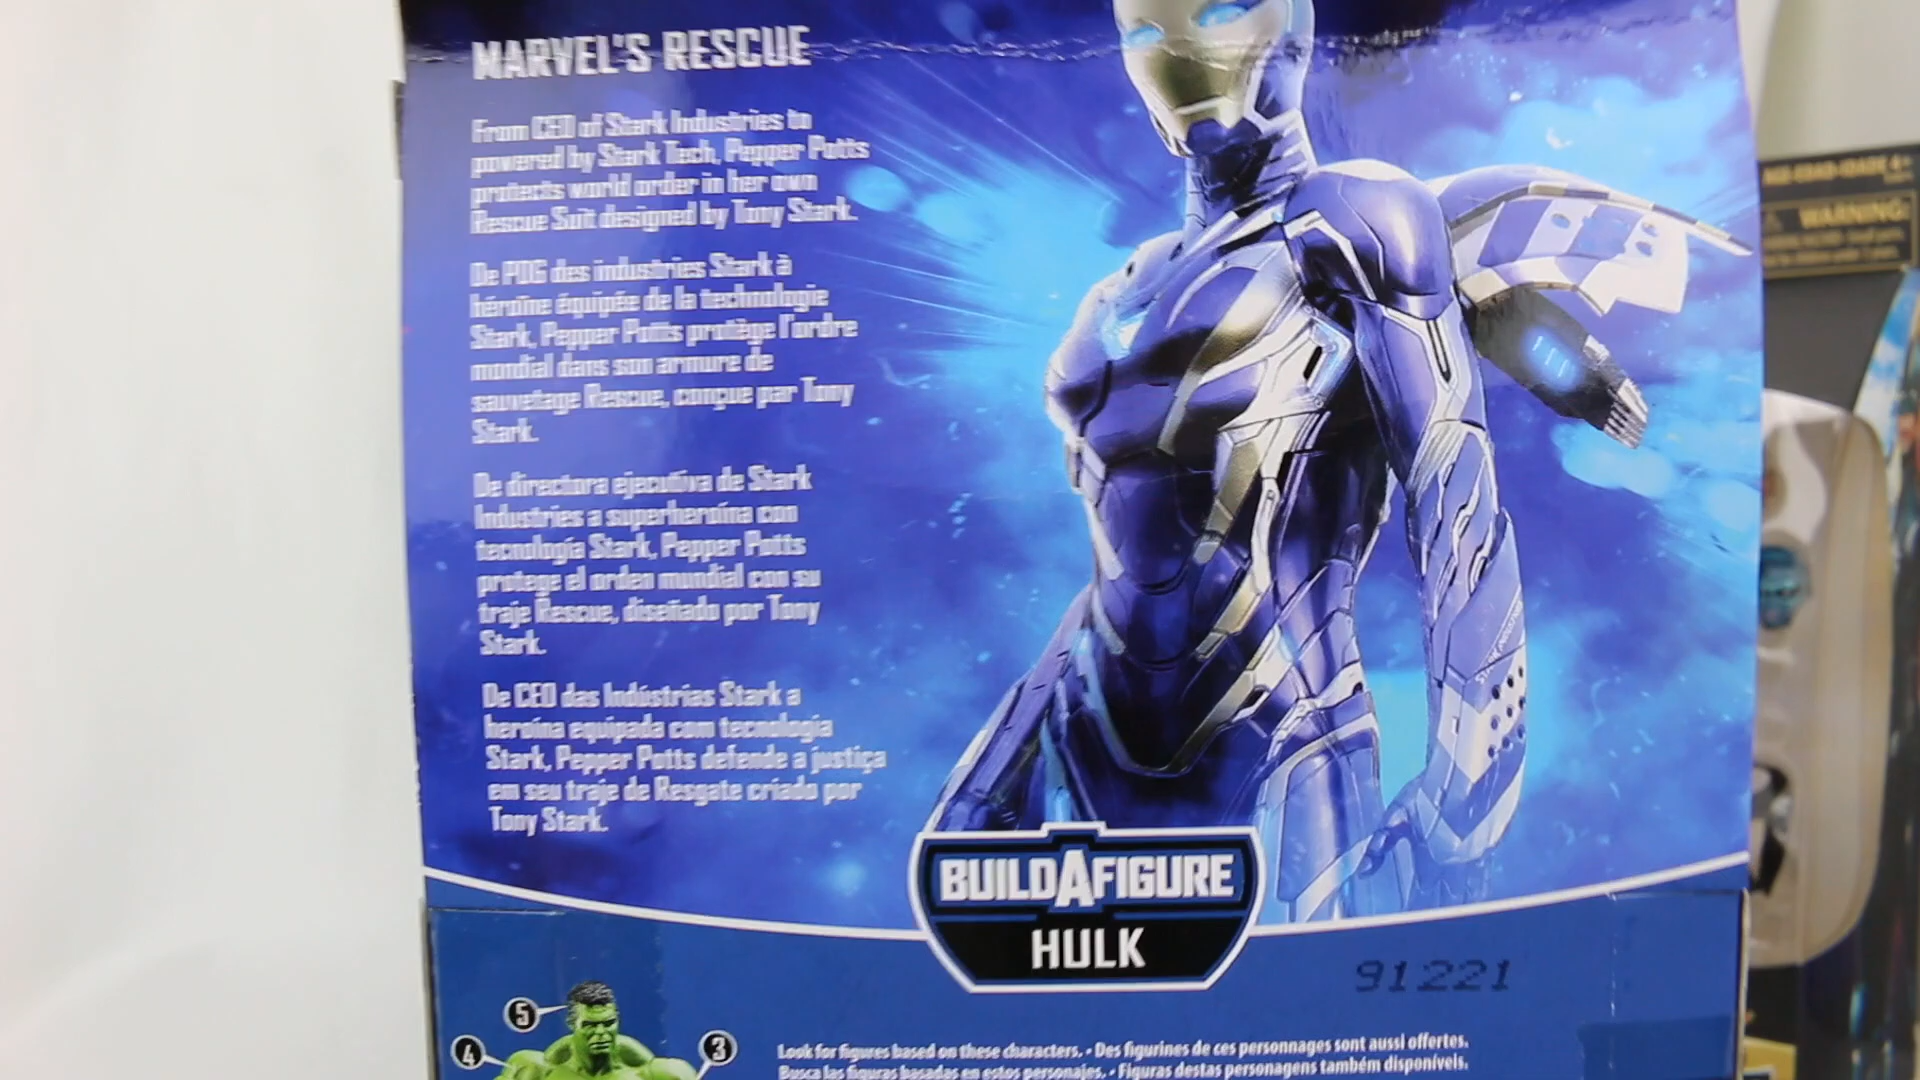 MARVEL'S RESCUE
From CEO of Stark Industries to
powered by Stark Tech, Pepper Potts
protects world order in her own
Rescue Suit designed by Tony Stark.
De PDG des industries Stark à
héroïne équipée de la technologie
Stark, Pepper Potts protège l'ordre
mondial dans son armure de
sauvetage Rescue, conçue par Tony
Stark.
De directora ejecutiva de Stark
Industries a superheroína con
tecnología Stark, Pepper Potts
protege el orden mundial con su
traje Rescue, diseñado por Tony
Stark.
De CEO das Indústrias Stark a
heroína equipada com tecnologia
Stark, Pepper Potts defende a justiça
em seu traje de Resgate criado por
Tony Stark.
BUILD A FIGURE
HULK
91221
5
4
3
Look for figures based on these characters. • Des figurines de ces personnages sont aussi offertes.
Busca las figuras basadas en estos personajes. • Figuras destas personagens também disponíveis.
WARNING: